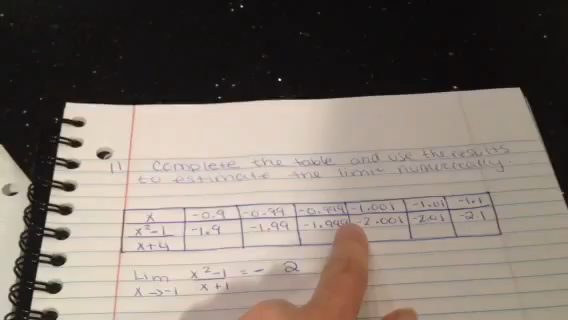 11 Complete the table and use the results
to estimate the limit numerically.
x -0.9 -0.99 -0.999 -1.001 -1.01 -1.1
x²-1 -1.9 -1.99 -1.999 -2.001 -2.01 -2.1
x+4
Lim x²-1 = - 2
x→-1 x+1